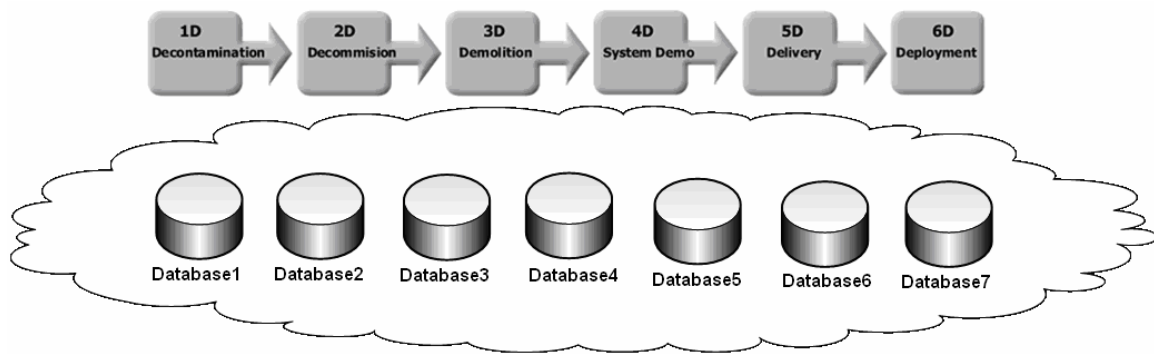 1D
Decontamination
2D
Decommision
3D
Demolition
4D
System Demo
5D
Delivery
6D
Deployment
Database1
Database2
Database3
Database4
Database5
Database6
Database7